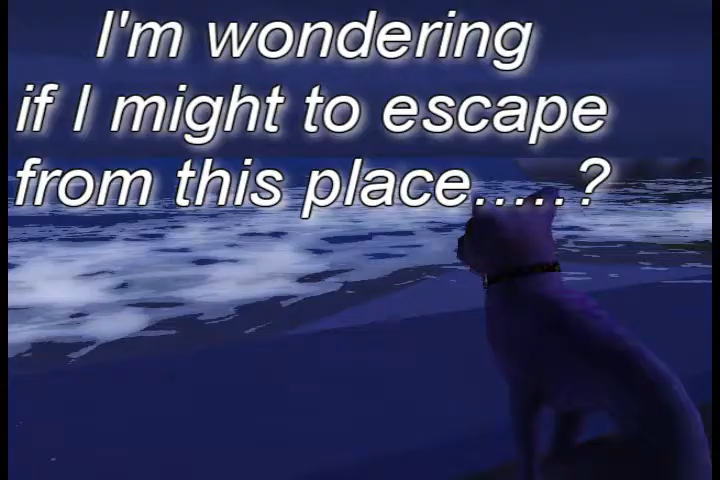 I'm wondering
if I might to escape
from this place.....?